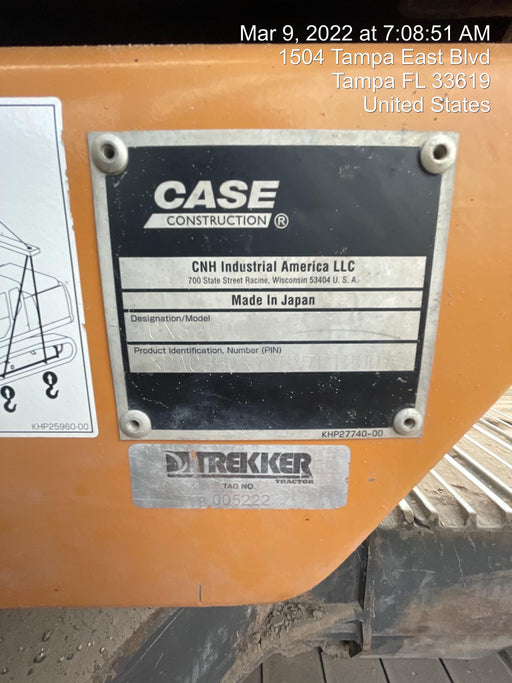 Mar 9, 2022 at 7:08:51 AM
1504 Tampa East Blvd
Tampa FL 33619
United States
CASE
CONSTRUCTION ®
CNH Industrial America LLC
700 State Street Racine, Wisconsin 53404 U. S. A.
Made In Japan
Designation/Model
Product Identification, Number (PIN)
KHP25960-00
KHP27740-00
TREKKER
TRACTOR
TAG NO.
005222